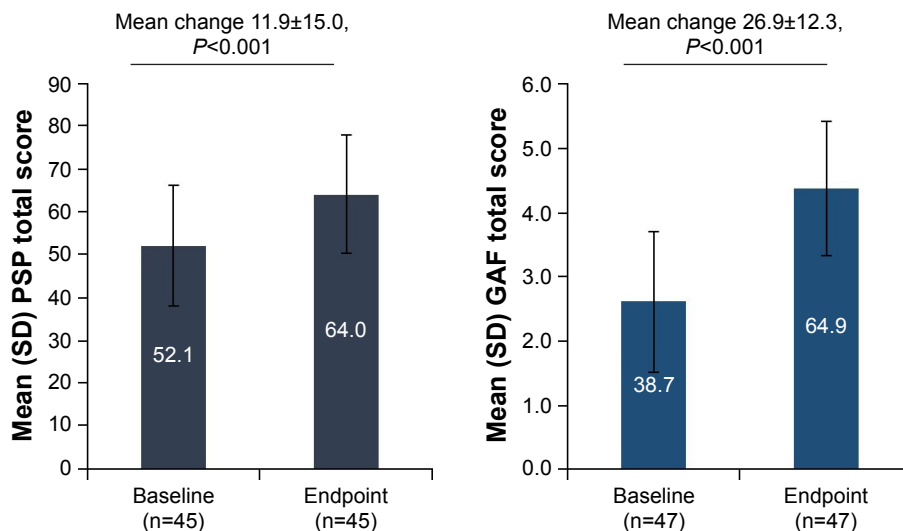 Mean change 11.9±15.0,
P<0.001
Mean (SD) PSP total score
90
80
70
60
50
40
30
20
10
0
52.1
64.0
Baseline
(n=45)
Endpoint
(n=45)
Mean change 26.9±12.3,
P<0.001
Mean (SD) GAF total score
6.0
5.0
4.0
3.0
2.0
1.0
0.0
38.7
64.9
Baseline
(n=47)
Endpoint
(n=47)